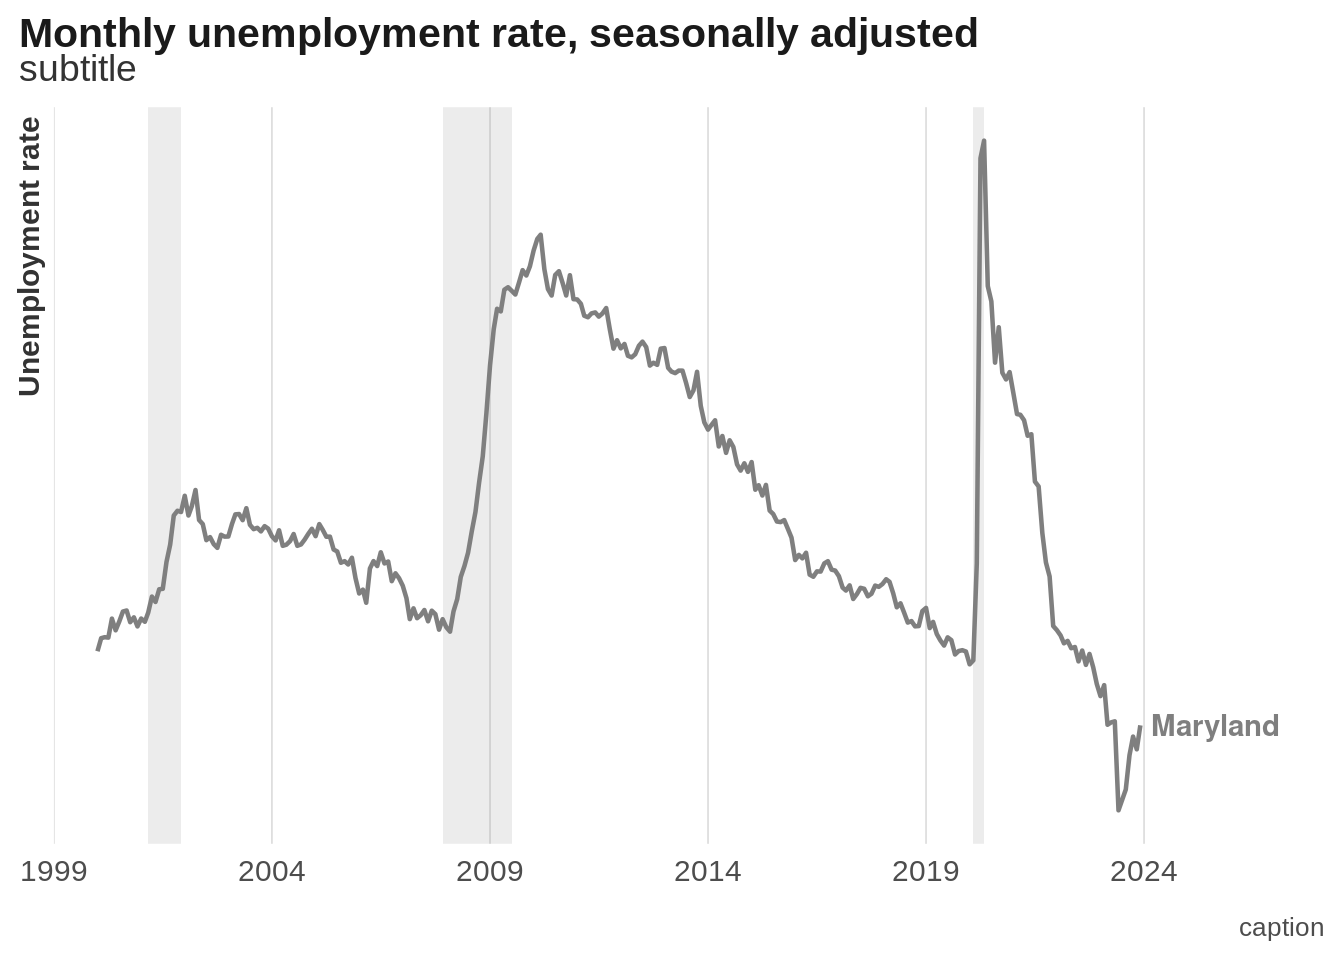 Monthly unemployment rate, seasonally adjusted
subtitle
Unemployment rate
Maryland
1999
2004
2009
2014
2019
2024
caption